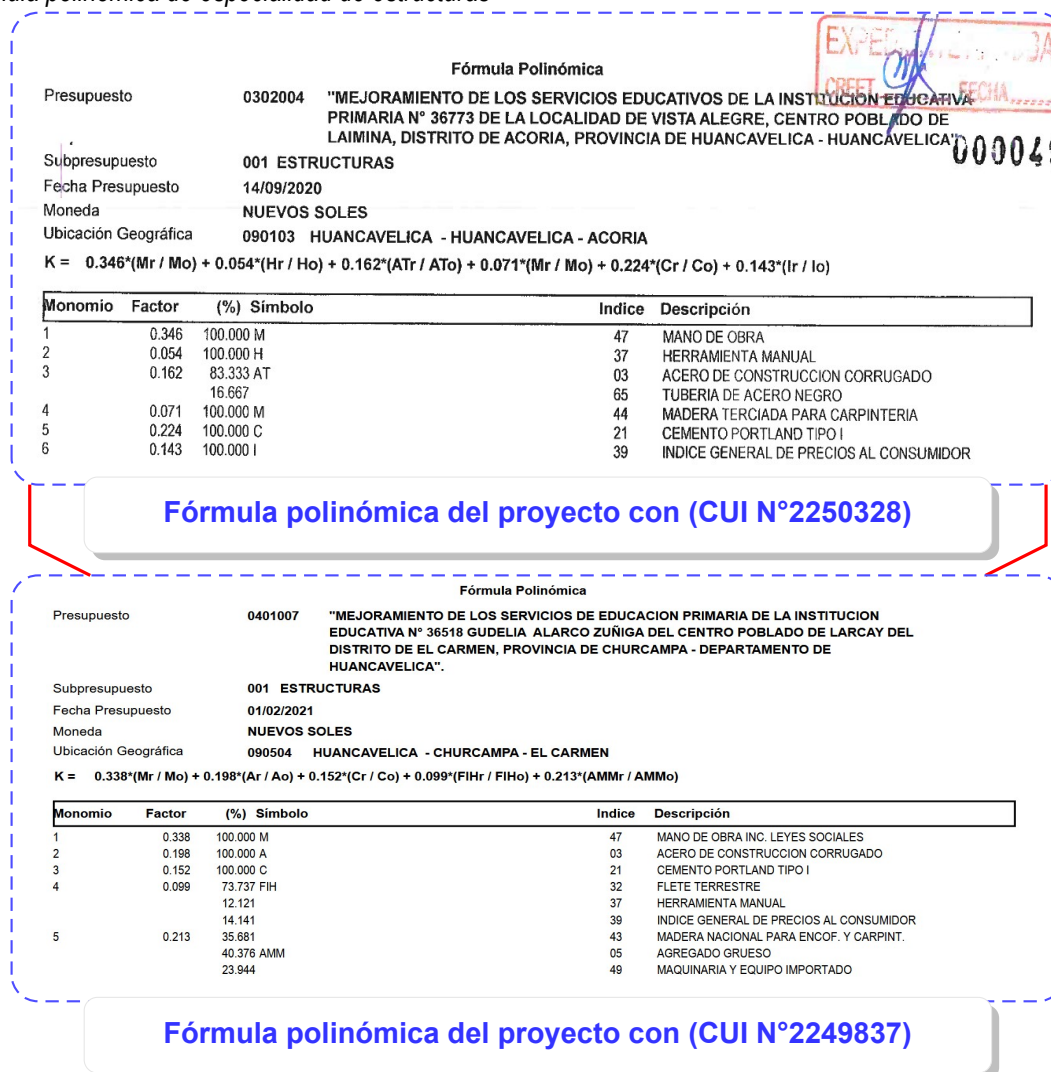 Fórmula Polinómica
Presupuesto 0302004 "MEJORAMIENTO DE LOS SERVICIOS EDUCATIVOS DE LA INSTITUCION EDUCATIVA
PRIMARIA N° 36773 DE LA LOCALIDAD DE VISTA ALEGRE, CENTRO POBLADO DE
LAIMINA, DISTRITO DE ACORIA, PROVINCIA DE HUANCAVELICA - HUANCAVELICA"
CREET FECHA
Subpresupuesto 001 ESTRUCTURAS
Fecha Presupuesto 14/09/2020
Moneda NUEVOS SOLES
Ubicación Geográfica 090103 HUANCAVELICA - HUANCAVELICA - ACORIA
K = 0.346*(Mr / Mo) + 0.054*(Hr / Ho) + 0.162*(ATr / ATo) + 0.071*(Mr / Mo) + 0.224*(Cr / Co) + 0.143*(Ir / Io)
Monomio Factor (%) Símbolo Indice Descripción
1 0.346 100.000 M 47 MANO DE OBRA
2 0.054 100.000 H 37 HERRAMIENTA MANUAL
3 0.162 83.333 AT 03 ACERO DE CONSTRUCCION CORRUGADO
16.667 65 TUBERIA DE ACERO NEGRO
4 0.071 100.000 M 44 MADERA TERCIADA PARA CARPINTERIA
5 0.224 100.000 C 21 CEMENTO PORTLAND TIPO I
6 0.143 100.000 I 39 INDICE GENERAL DE PRECIOS AL CONSUMIDOR
Fórmula polinómica del proyecto con (CUI N°2250328)
Fórmula Polinómica
Presupuesto 0401007 "MEJORAMIENTO DE LOS SERVICIOS DE EDUCACION PRIMARIA DE LA INSTITUCION
EDUCATIVA N° 36518 GUDELIA ALARCO ZUÑIGA DEL CENTRO POBLADO DE LARCAY DEL
DISTRITO DE EL CARMEN, PROVINCIA DE CHURCAMPA - DEPARTAMENTO DE
HUANCAVELICA".
Subpresupuesto 001 ESTRUCTURAS
Fecha Presupuesto 01/02/2021
Moneda NUEVOS SOLES
Ubicación Geográfica 090504 HUANCAVELICA - CHURCAMPA - EL CARMEN
K = 0.338*(Mr / Mo) + 0.198*(Ar / Ao) + 0.152*(Cr / Co) + 0.099*(FIHr / FIHo) + 0.213*(AMMr / AMMo)
Monomio Factor (%) Símbolo Indice Descripción
1 0.338 100.000 M 47 MANO DE OBRA INC. LEYES SOCIALES
2 0.198 100.000 A 03 ACERO DE CONSTRUCCION CORRUGADO
3 0.152 100.000 C 21 CEMENTO PORTLAND TIPO I
4 0.099 73.737 FIH 32 FLETE TERRESTRE
12.121 37 HERRAMIENTA MANUAL
14.141 39 INDICE GENERAL DE PRECIOS AL CONSUMIDOR
5 0.213 35.681 43 MADERA NACIONAL PARA ENCOF. Y CARPINT.
40.376 AMM 05 AGREGADO GRUESO
23.944 49 MAQUINARIA Y EQUIPO IMPORTADO
Fórmula polinómica del proyecto con (CUI N°2249837)